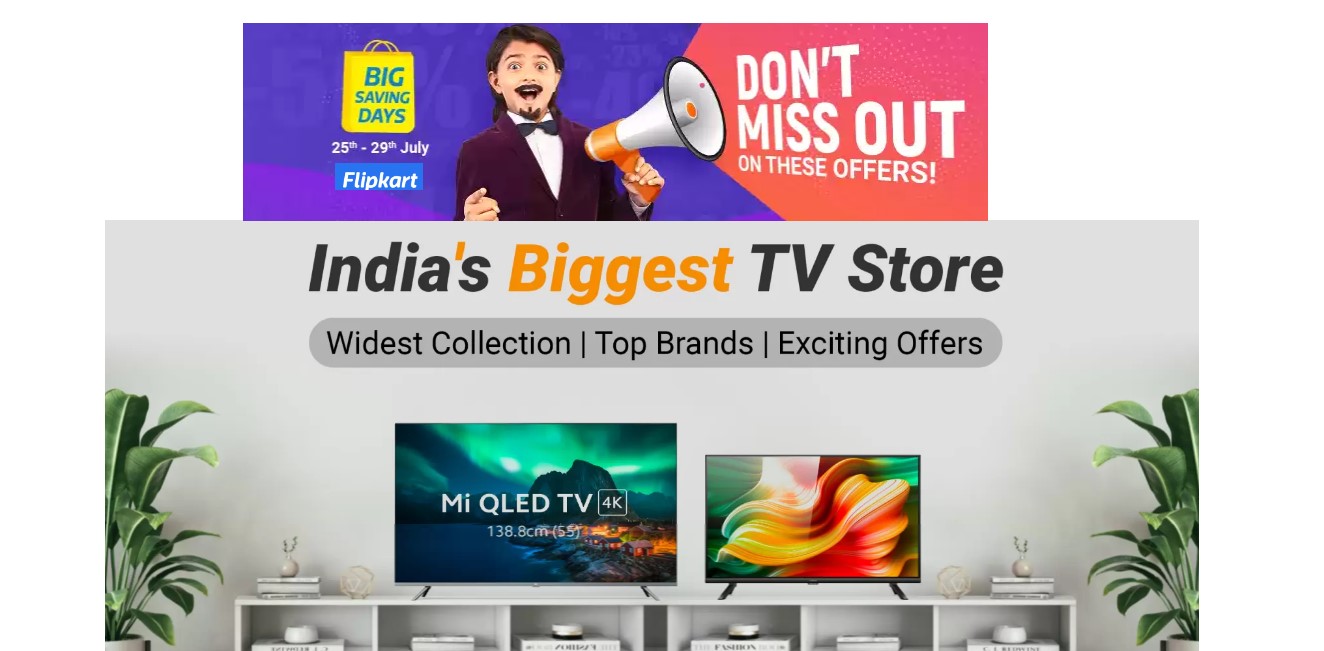 BIG
SAVING
DAYS
25th - 29th July
Flipkart
DON'T
MISS OUT
ON THESE OFFERS!
India's Biggest TV Store
Widest Collection | Top Brands | Exciting Offers
Mi QLED TV 4K
138.8cm (55)
FASHION